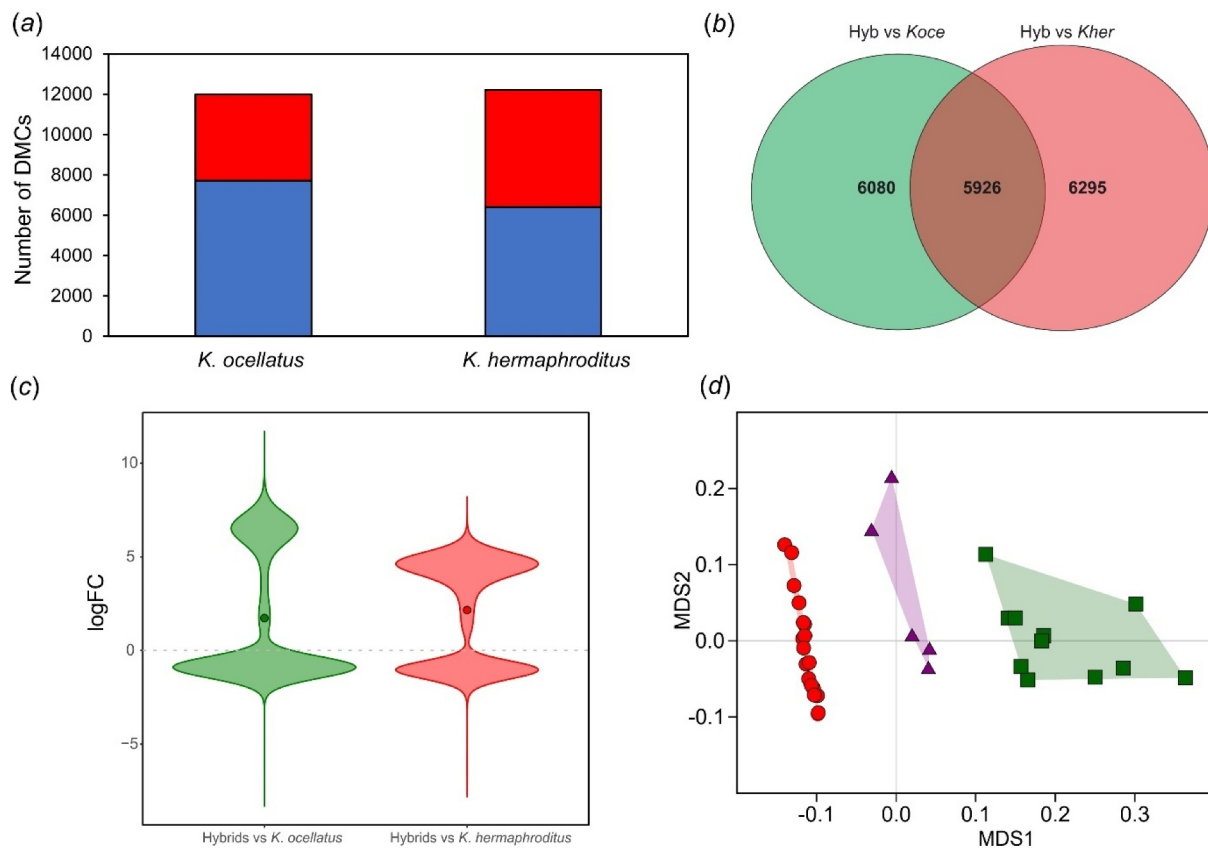 (a)
14000
12000
10000
8000
6000
4000
2000
0
Number of DMCs
K. ocellatus
K. hermaphroditus
(b)
Hyb vs Koce
Hyb vs Kher
6080
5926
6295
(c)
10
5
0
−5
logFC
Hybrids vs K. ocellatus
Hybrids vs K. hermaphroditus
(d)
0.2
0.1
0.0
-0.1
MDS2
-0.1
0.0
0.1
0.2
0.3
MDS1